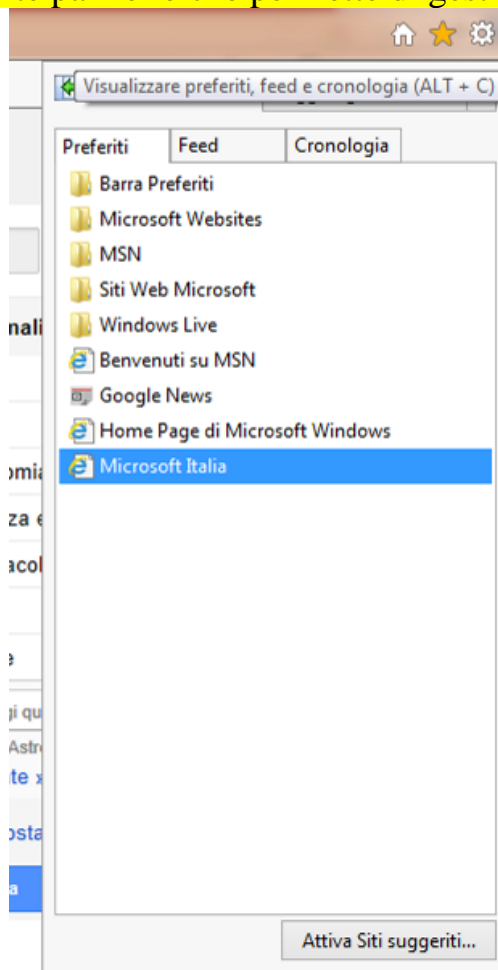 Visualizzare preferiti, feed e cronologia (ALT + C)
Preferiti Feed Cronologia
Barra Preferiti
Microsoft Websites
MSN
Siti Web Microsoft
Windows Live
Benvenuti su MSN
Google News
Home Page di Microsoft Windows
Microsoft Italia
Attiva Siti suggeriti...